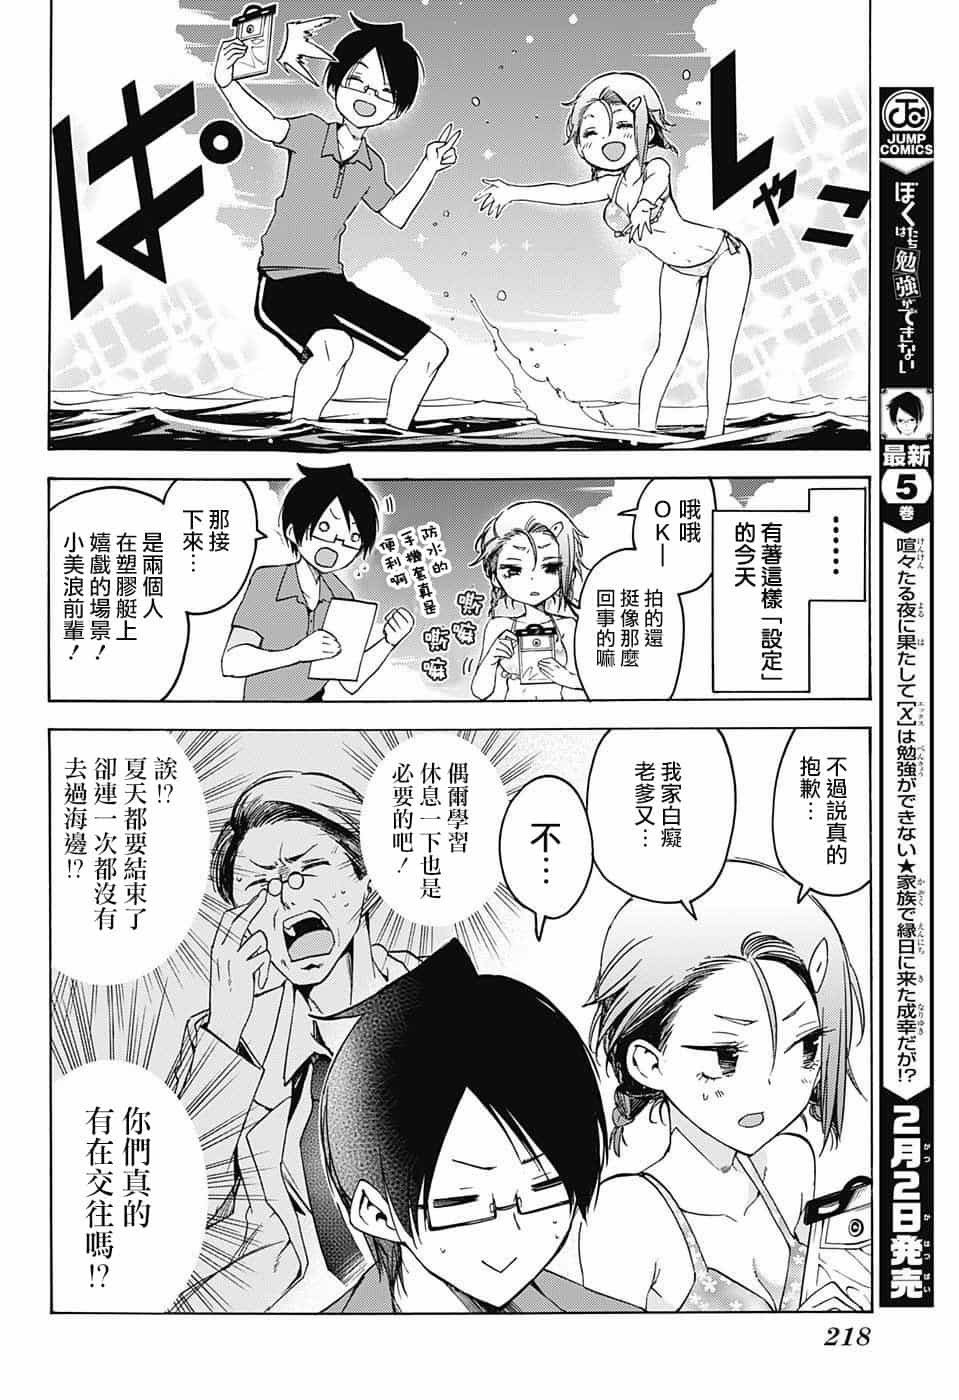 ぱ
しゃこ
……
有著這樣「設定」
的今天
哦哦
OK—
拍的還
挺像那麼
回事的嘛
防水的
手機套真是
便利啊
嘶
嘛
嘶
嘛
那接
下來…
是兩個人
在塑膠艇上
嬉戲的場景!
小美浪前輩!
不過説真的
抱歉…
我家白癡
老爹又…
不…
偶爾學習
休息一下也是
必要的吧!
誒!?
夏天都要結束了
卻連一次都沒有
去過海邊!?
你們真的
有在交往嗎!?
JUMP
COMICS
ぼくたちは勉強ができない
最新
5
巻
喧々たる夜に果たして[X]は勉強ができない★家族で縁日に来た成幸だが!?
2月2日発売
218